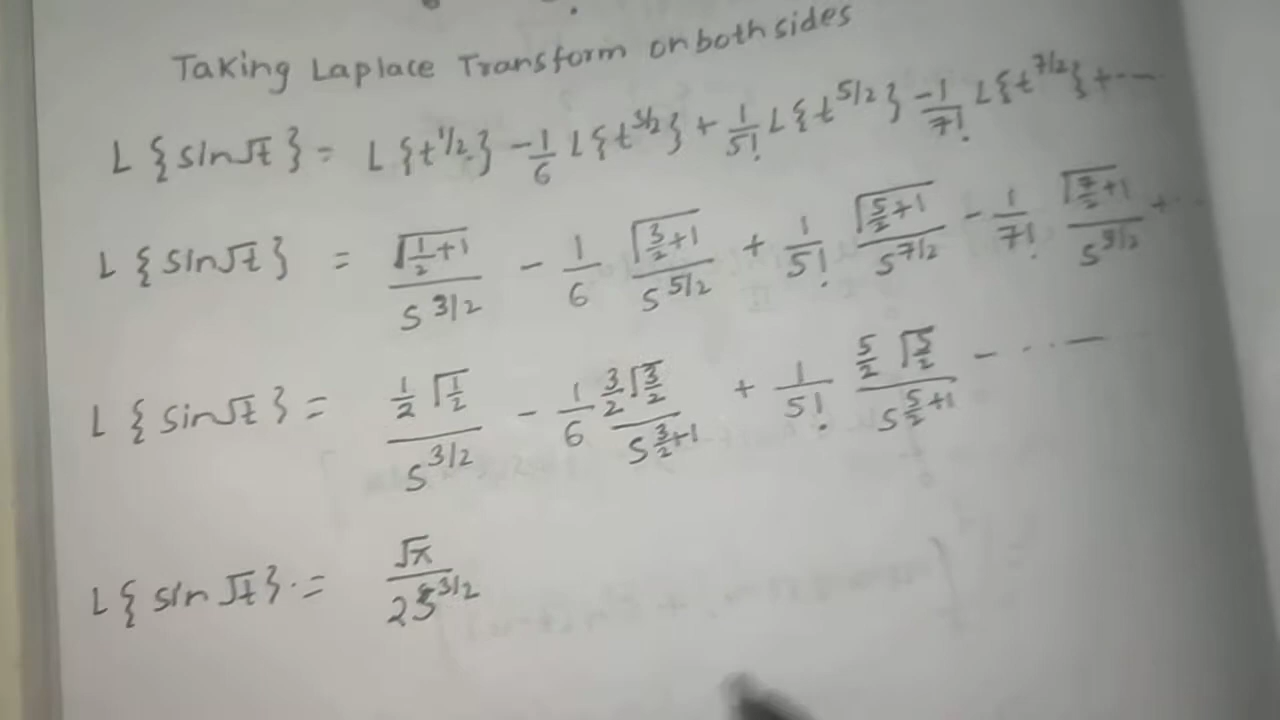 Taking Laplace Transform on both sides
L{sin√t} = L{t^1/2} - 1/6 L{t^3/2} + 1/5! L{t^5/2} - 1/7! L{t^7/2} + ----
L{sin√t} = Γ(1/2+1)/s^3/2 - 1/6 Γ(3/2+1)/s^5/2 + 1/5! Γ(5/2+1)/s^7/2 - 1/7! Γ(7/2+1)/s^9/2 + ...
L{sin√t} = 1/2 Γ(1/2)/s^3/2 - 1/6 3/2 Γ(3/2)/s^(3/2+1) + 1/5! 5/2 Γ(5/2)/s^(5/2+1) - ... -
L{sin√t} = √π/2s^3/2